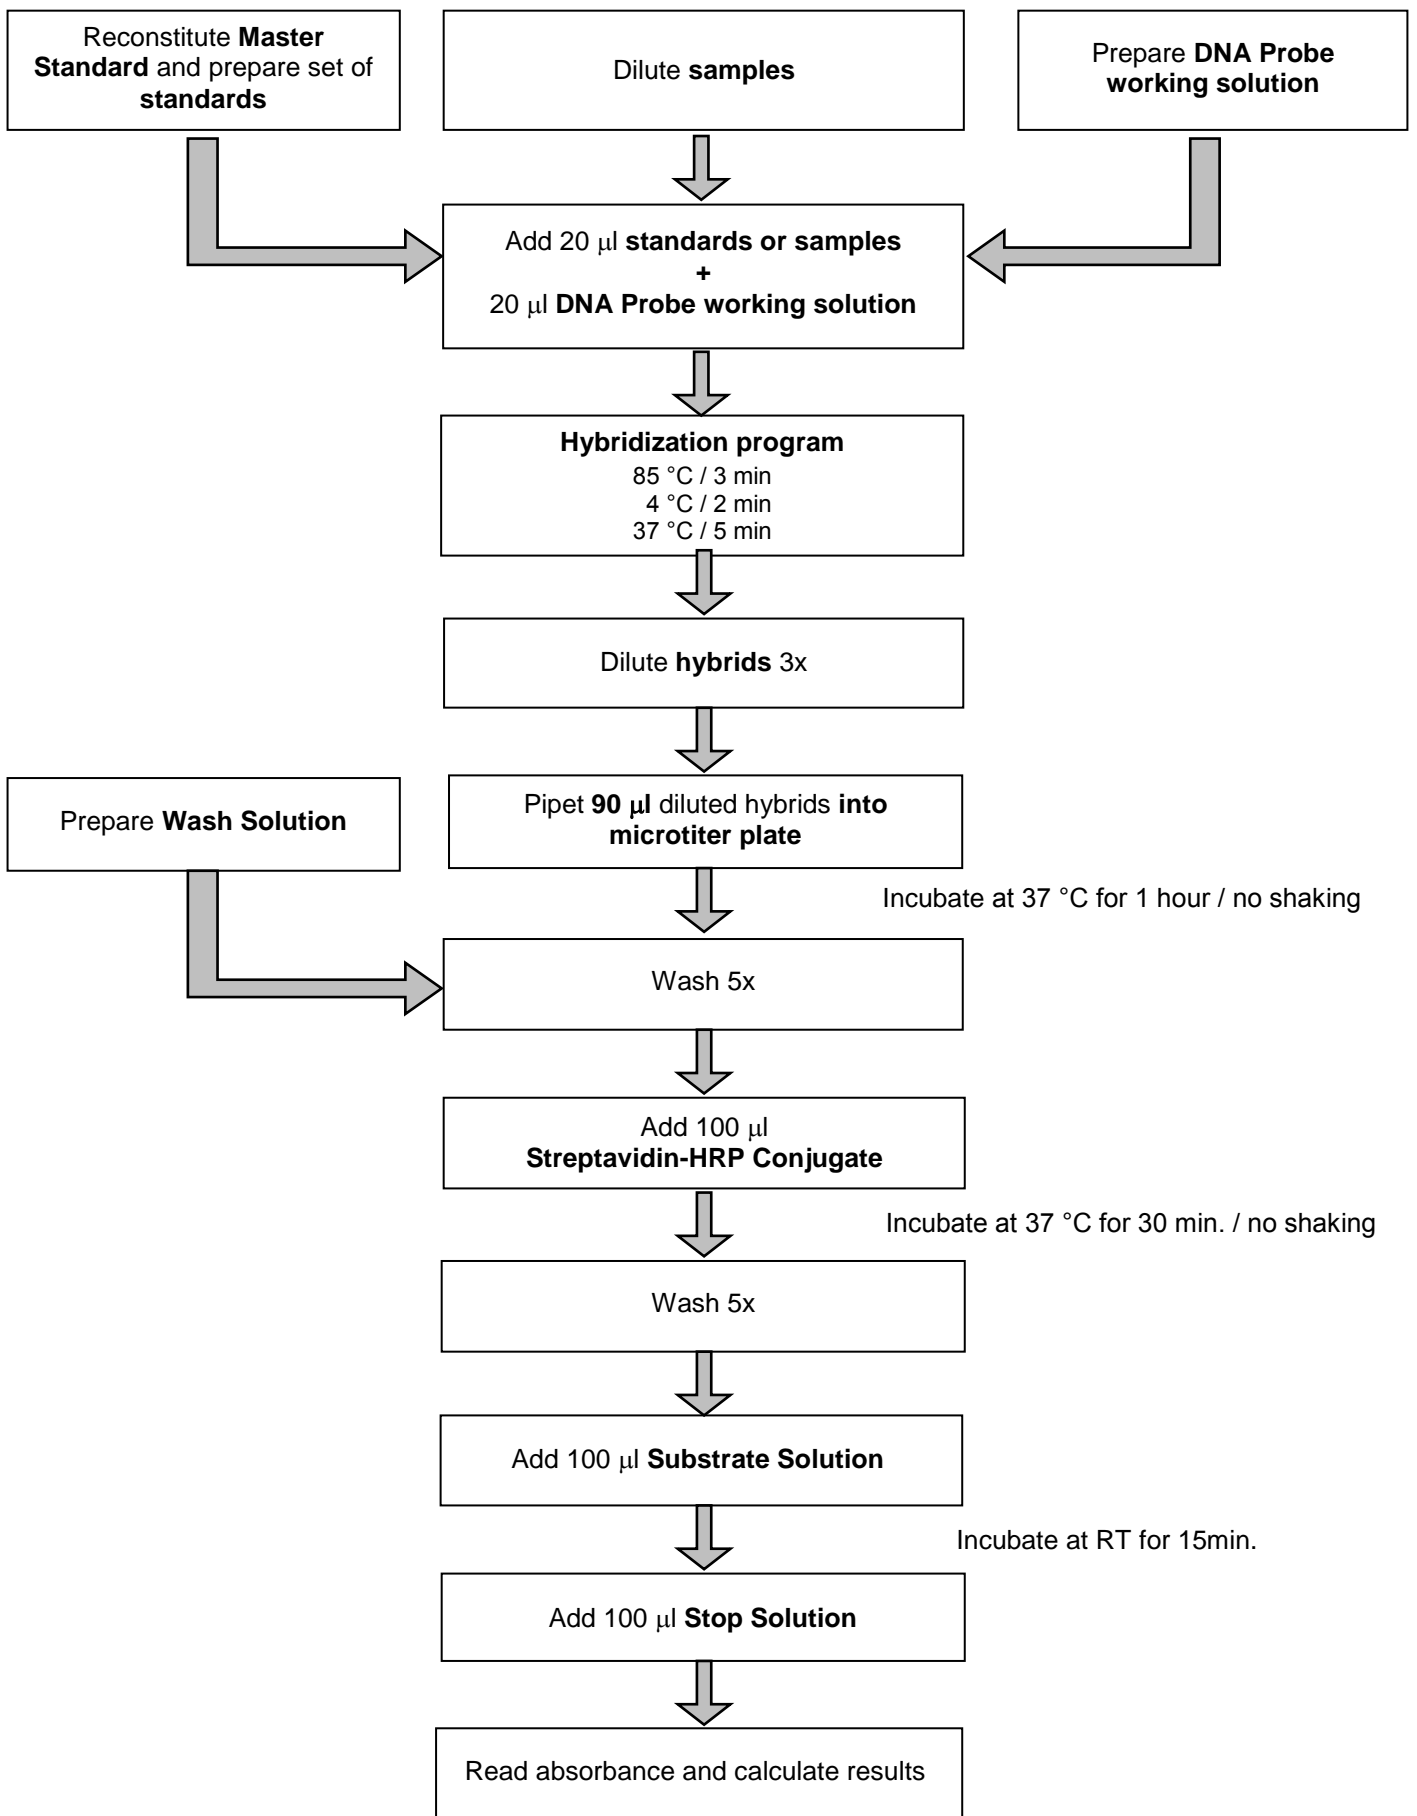 Reconstitute Master
Standard and prepare set of
standards
Dilute samples
Prepare DNA Probe
working solution
Add 20 μl standards or samples
+
20 μl DNA Probe working solution
Hybridization program
85 °C / 3 min
4 °C / 2 min
37 °C / 5 min
Dilute hybrids 3x
Pipet 90 μl diluted hybrids into
microtiter plate
Prepare Wash Solution
Incubate at 37 °C for 1 hour / no shaking
Wash 5x
Add 100 μl
Streptavidin-HRP Conjugate
Incubate at 37 °C for 30 min. / no shaking
Wash 5x
Add 100 μl Substrate Solution
Incubate at RT for 15min.
Add 100 μl Stop Solution
Read absorbance and calculate results